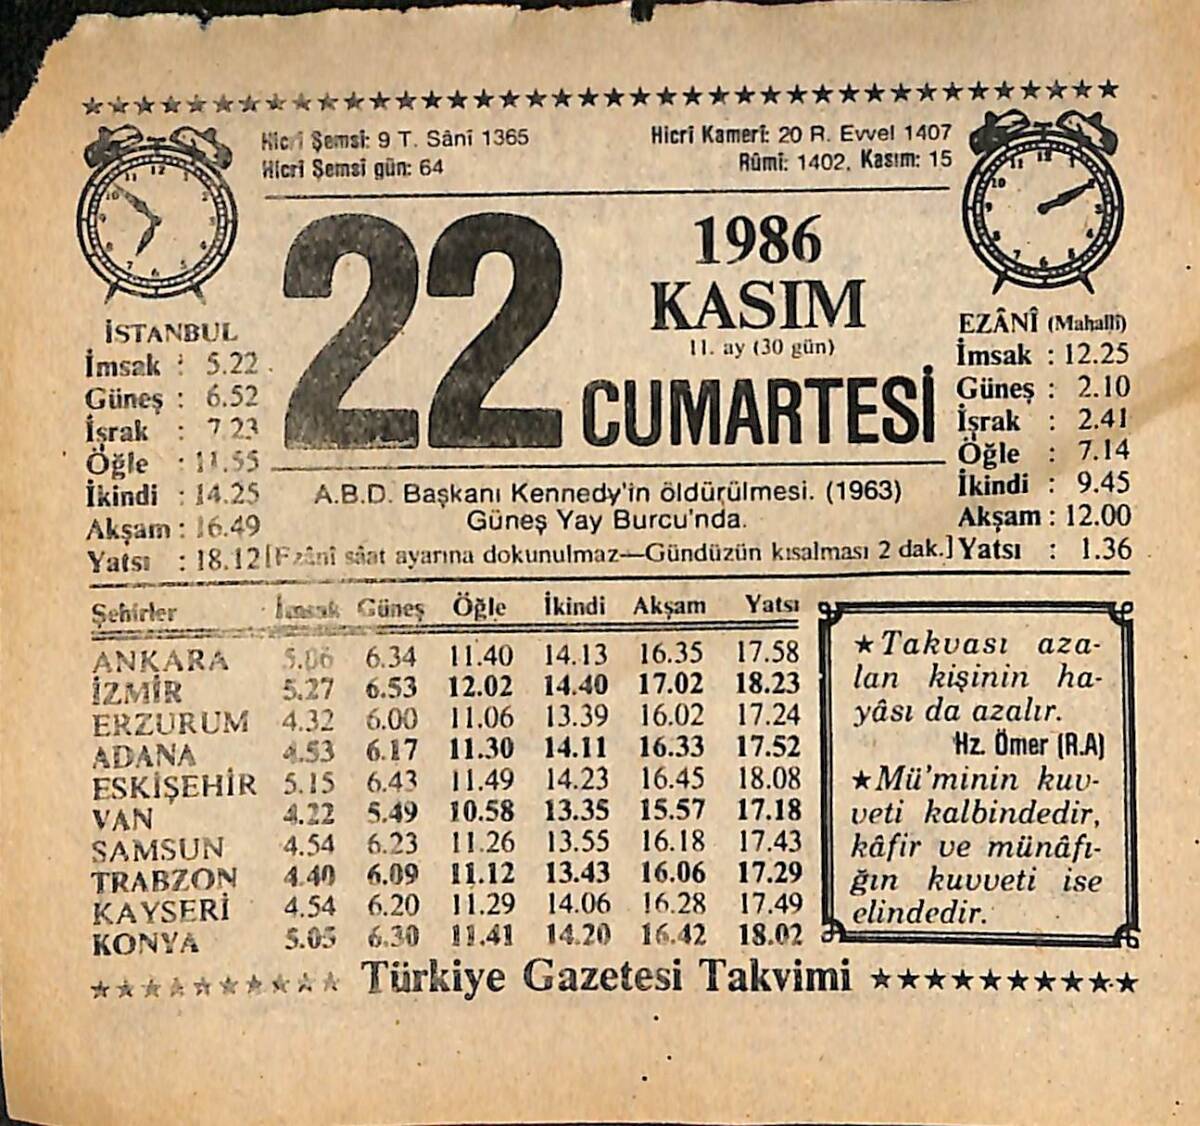 Hicrî Şemsî: 9 T. Sânî 1365
Hicrî Şemsî gün: 64
Hicrî Kamerî: 20 R. Evvel 1407
Rûmî: 1402, Kasım: 15
22
1986
KASIM
11. ay (30 gün)
CUMARTESİ
İSTANBUL
İmsak : 5.22
Güneş : 6.52
İşrak : 7.23
Öğle : 11.55
İkindi : 14.25
Akşam : 16.49
Yatsı : 18.12
EZÂNÎ (Mahallî)
İmsak : 12.25
Güneş : 2.10
İşrak : 2.41
Öğle : 7.14
İkindi : 9.45
Akşam : 12.00
Yatsı : 1.36
A.B.D. Başkanı Kennedy'in öldürülmesi. (1963)
Güneş Yay Burcu'nda.
[Ezânî sâat ayarına dokunulmaz—Gündüzün kısalması 2 dak.]
Şehirler İmsak Güneş Öğle İkindi Akşam Yatsı
ANKARA 5.06 6.34 11.40 14.13 16.35 17.58
İZMİR 5.27 6.53 12.02 14.40 17.02 18.23
ERZURUM 4.32 6.00 11.06 13.39 16.02 17.24
ADANA 4.53 6.17 11.30 14.11 16.33 17.52
ESKİŞEHİR 5.15 6.43 11.49 14.23 16.45 18.08
VAN 4.22 5.49 10.58 13.35 15.57 17.18
SAMSUN 4.54 6.23 11.26 13.55 16.18 17.43
TRABZON 4.40 6.09 11.12 13.43 16.06 17.29
KAYSERİ 4.54 6.20 11.29 14.06 16.28 17.49
KONYA 5.05 6.30 11.41 14.20 16.42 18.02
★Takvası aza-
lan kişinin ha-
yâsı da azalır.
Hz. Ömer (R.A)
★Mü'minin kuv-
veti kalbindedir,
kâfir ve münâfı-
ğın kuvveti ise
elindedir.
Türkiye Gazetesi Takvimi